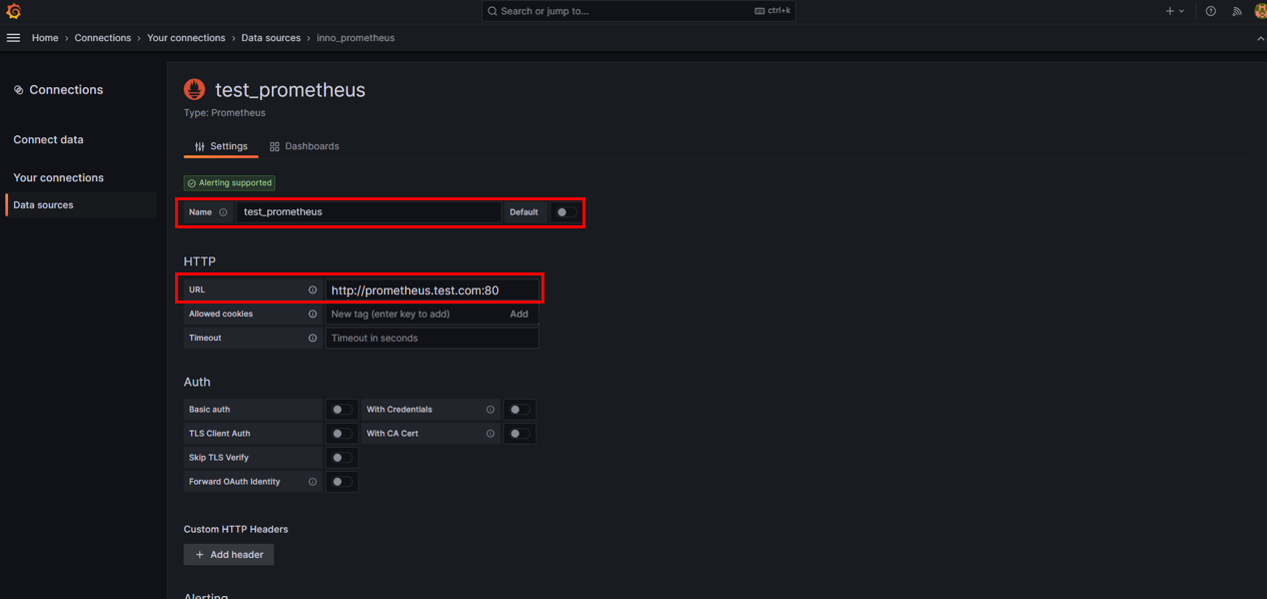 Search or jump to... ctrl+k
Home › Connections › Your connections › Data sources › inno_prometheus
Connections
Connect data
Your connections
Data sources
test_prometheus
Type: Prometheus
Settings Dashboards
Alerting supported
Name test_prometheus Default
HTTP
URL http://prometheus.test.com:80
Allowed cookies New tag (enter key to add) Add
Timeout Timeout in seconds
Auth
Basic auth With Credentials
TLS Client Auth With CA Cert
Skip TLS Verify
Forward OAuth Identity
Custom HTTP Headers
+ Add header
Alerting